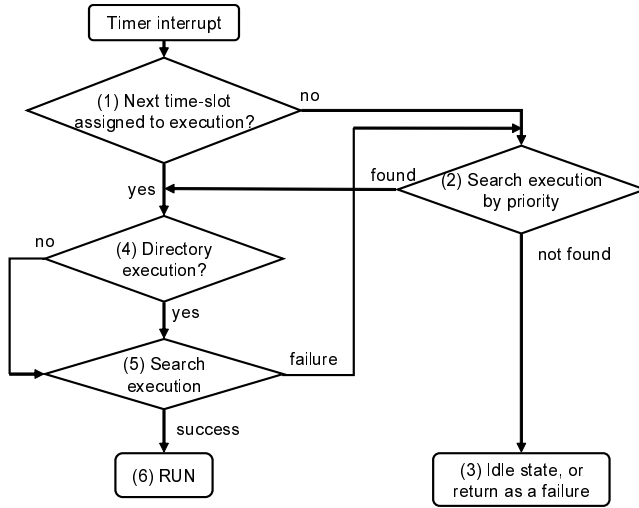 Timer interrupt
(1) Next time-slot
assigned to execution?
no
yes
found
(2) Search execution
by priority
not found
no
(4) Directory
execution?
yes
(5) Search
execution
failure
success
(6) RUN
(3) Idle state, or
return as a failure